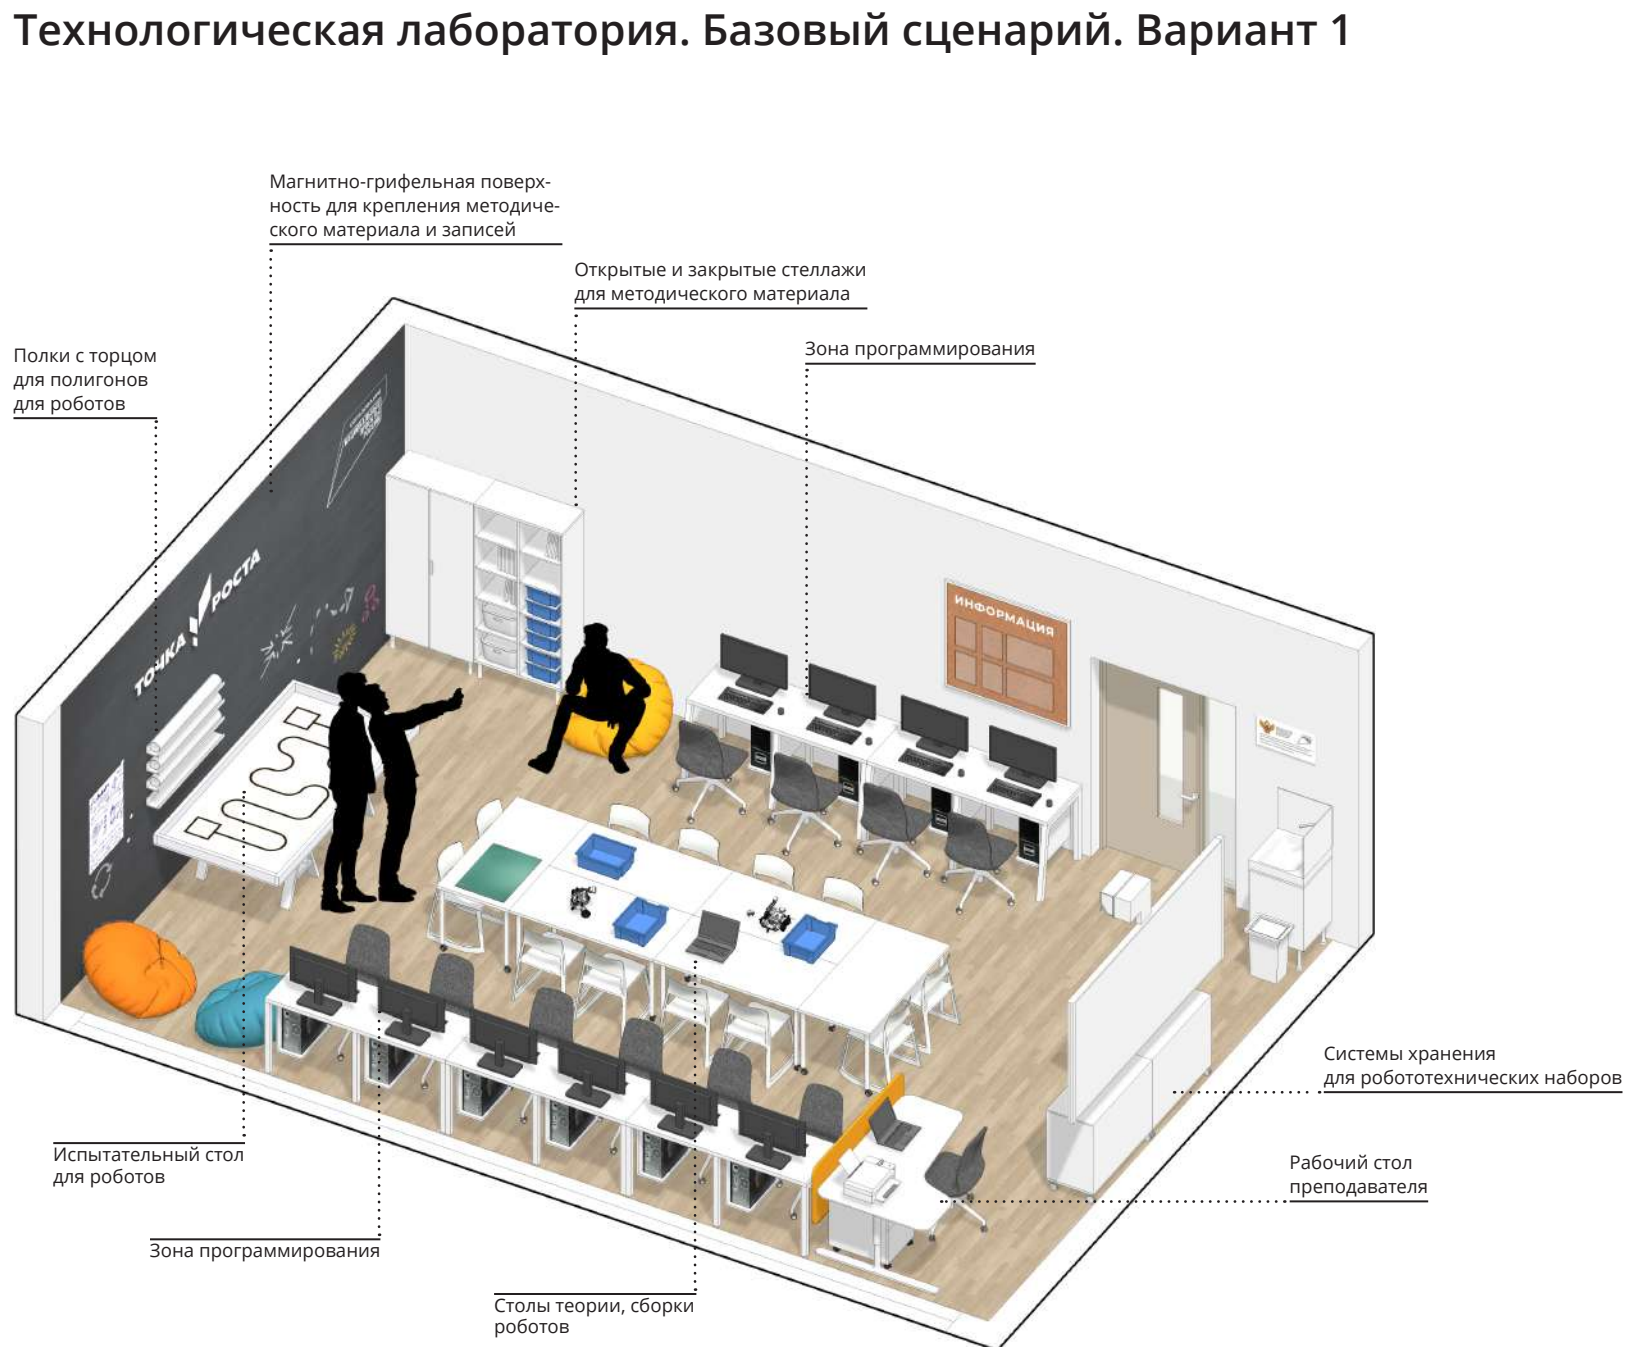 Технологическая лаборатория. Базовый сценарий. Вариант 1
Магнитно-грифельная поверх-
ность для крепления методиче-
ского материала и записей
Открытые и закрытые стеллажи
для методического материала
Зона программирования
Полки с торцом
для полигонов
для роботов
ТОЧКА РОСТА
ИНФОРМАЦИЯ
Системы хранения
для робототехнических наборов
Рабочий стол
преподавателя
Испытательный стол
для роботов
Зона программирования
Столы теории, сборки
роботов